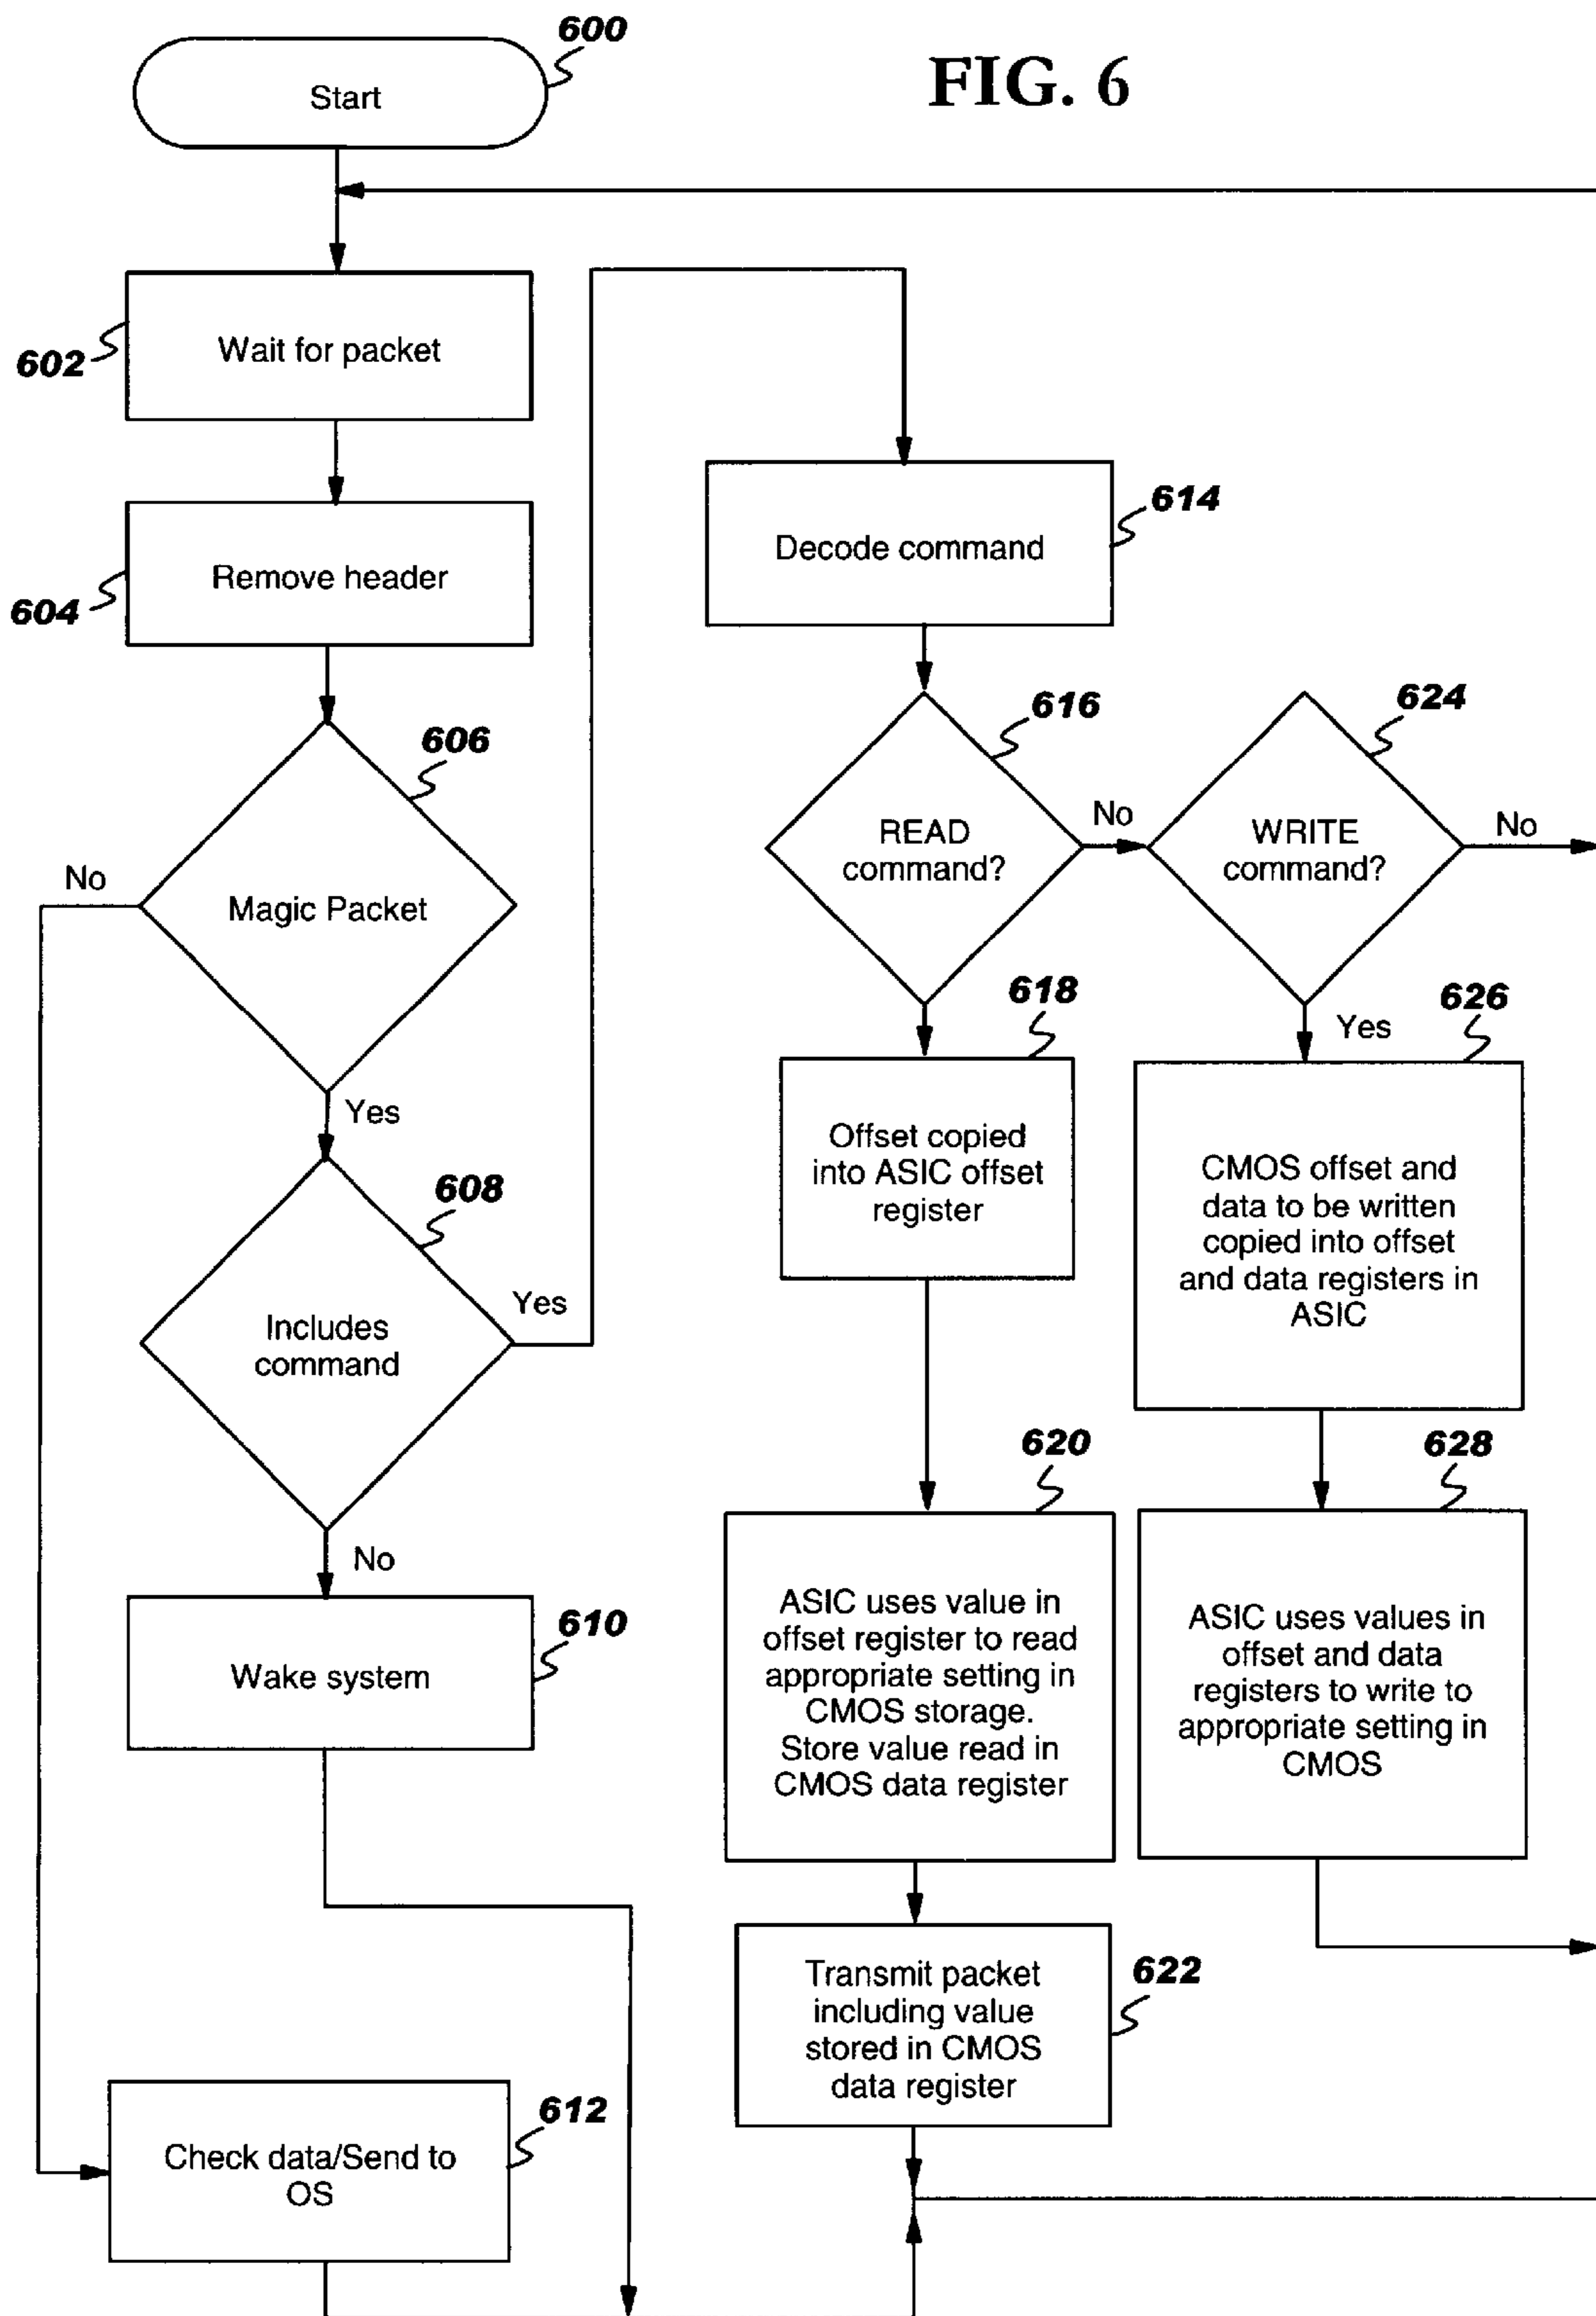 FIG. 6
600
Start
602
Wait for packet
604
Remove header
606
Magic Packet
No
Yes
608
Includes
command
Yes
No
610
Wake system
612
Check data/Send to
OS
614
Decode command
616
READ
command?
No
618
Offset copied
into ASIC offset
register
620
ASIC uses value in
offset register to read
appropriate setting in
CMOS storage.
Store value read in
CMOS data register
622
Transmit packet
including value
stored in CMOS
data register
624
WRITE
command?
No
Yes
626
CMOS offset and
data to be written
copied into offset
and data registers in
ASIC
628
ASIC uses values in
offset and data
registers to write to
appropriate setting in
CMOS